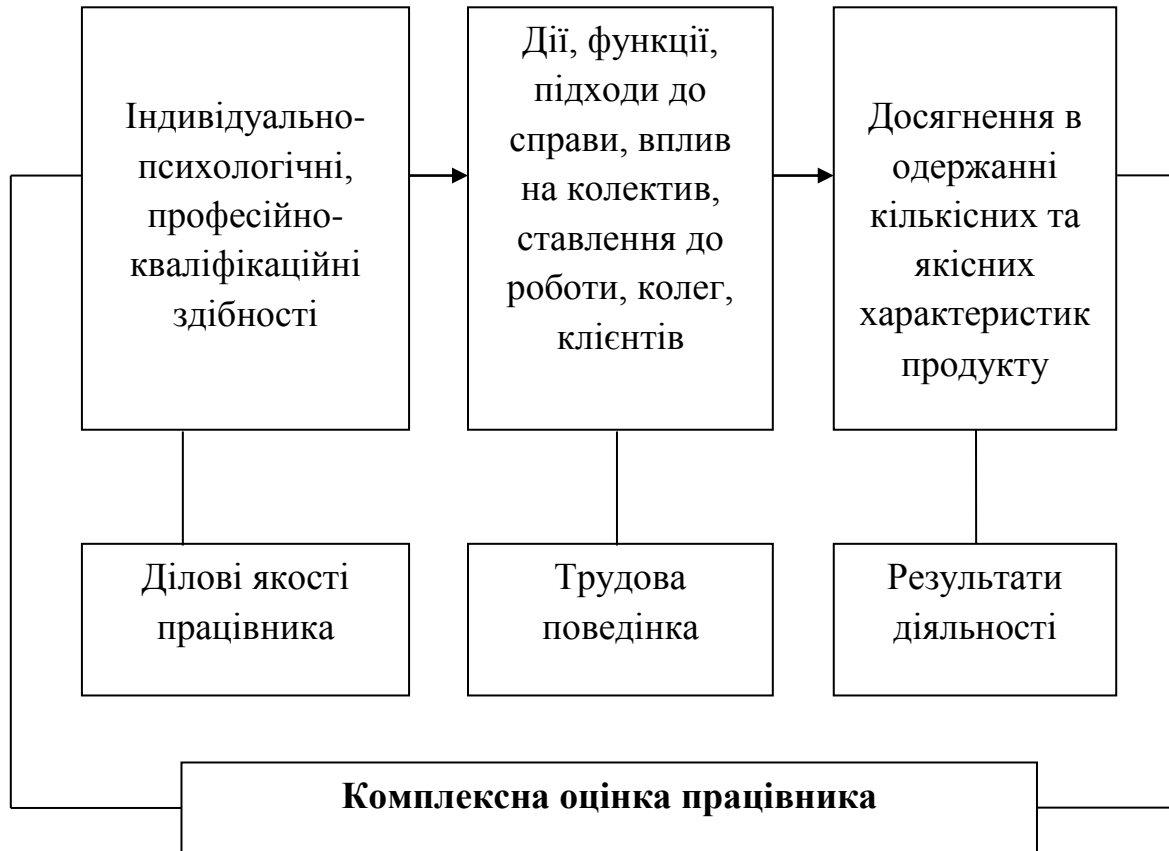 Індивідуально-
психологічні,
професійно-
кваліфікаційні
здібності
Дії, функції,
підходи до
справи, вплив
на колектив,
ставлення до
роботи, колег,
клієнтів
Досягнення в
одержанні
кількісних та
якісних
характеристик
продукту
Ділові якості
працівника
Трудова
поведінка
Результати
діяльності
Комплексна оцінка працівника